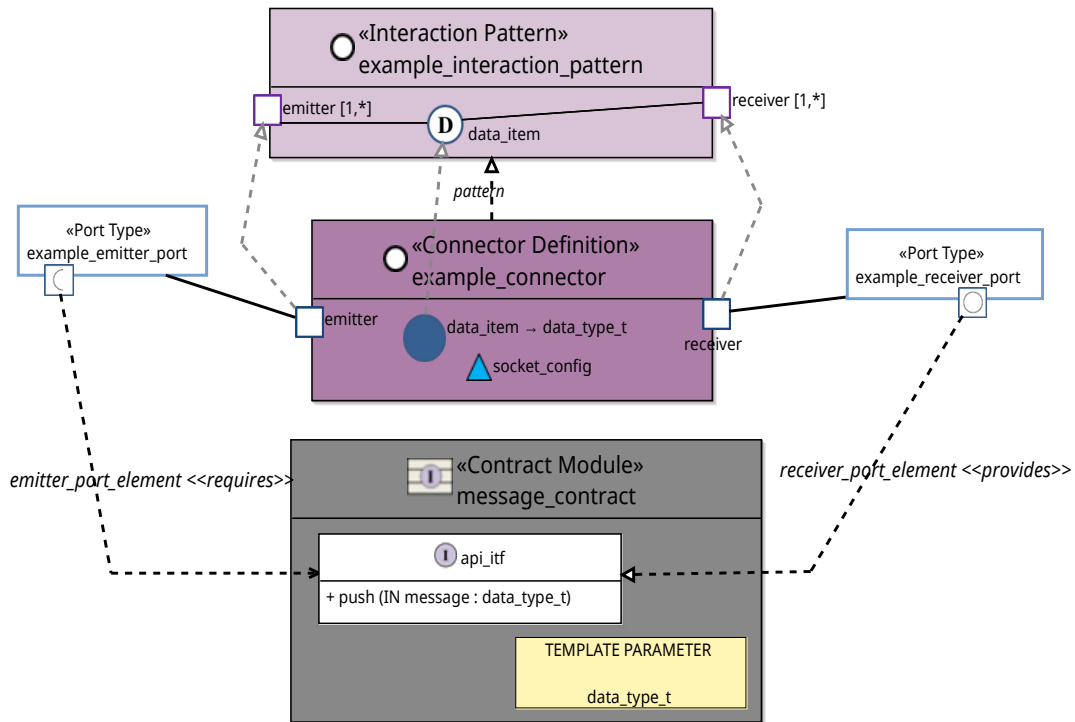 «Interaction Pattern»
example_interaction_pattern
emitter [1,*]
receiver [1,*]
D
data_item
pattern
«Port Type»
example_emitter_port
«Connector Definition»
example_connector
«Port Type»
example_receiver_port
emitter
data_item → data_type_t
receiver
socket_config
emitter_port_element <<requires>>
receiver_port_element <<provides>>
I
«Contract Module»
message_contract
I
api_itf
+ push (IN message : data_type_t)
TEMPLATE PARAMETER
data_type_t